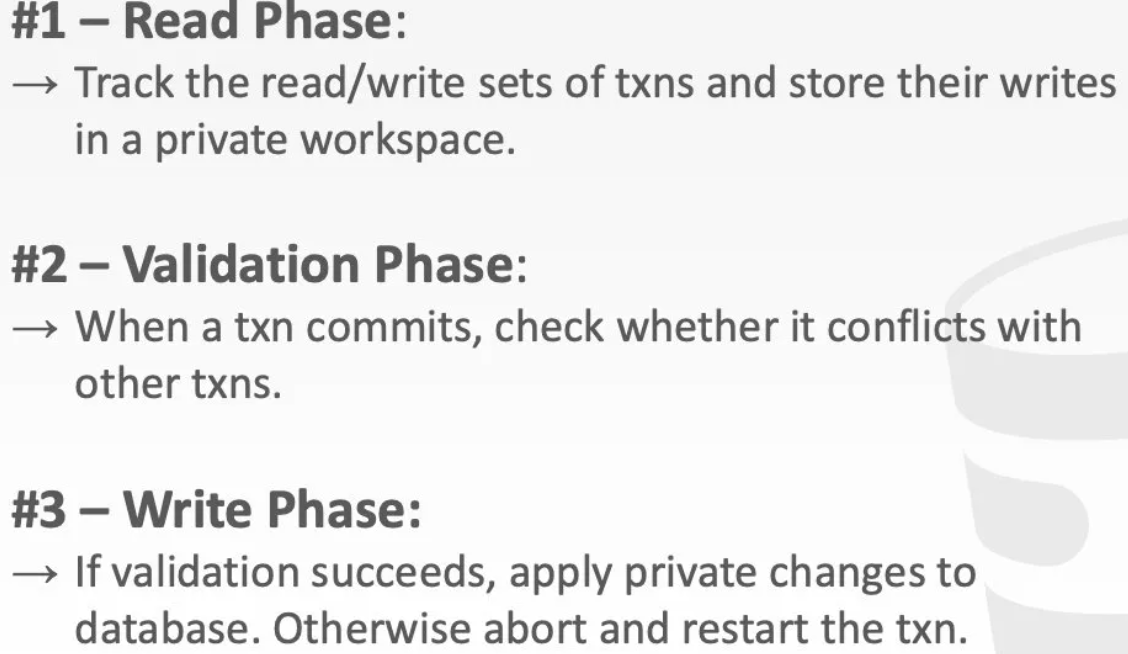 #1 – Read Phase:
→ Track the read/write sets of txns and store their writes
in a private workspace.
#2 – Validation Phase:
→ When a txn commits, check whether it conflicts with
other txns.
#3 – Write Phase:
→ If validation succeeds, apply private changes to
database. Otherwise abort and restart the txn.